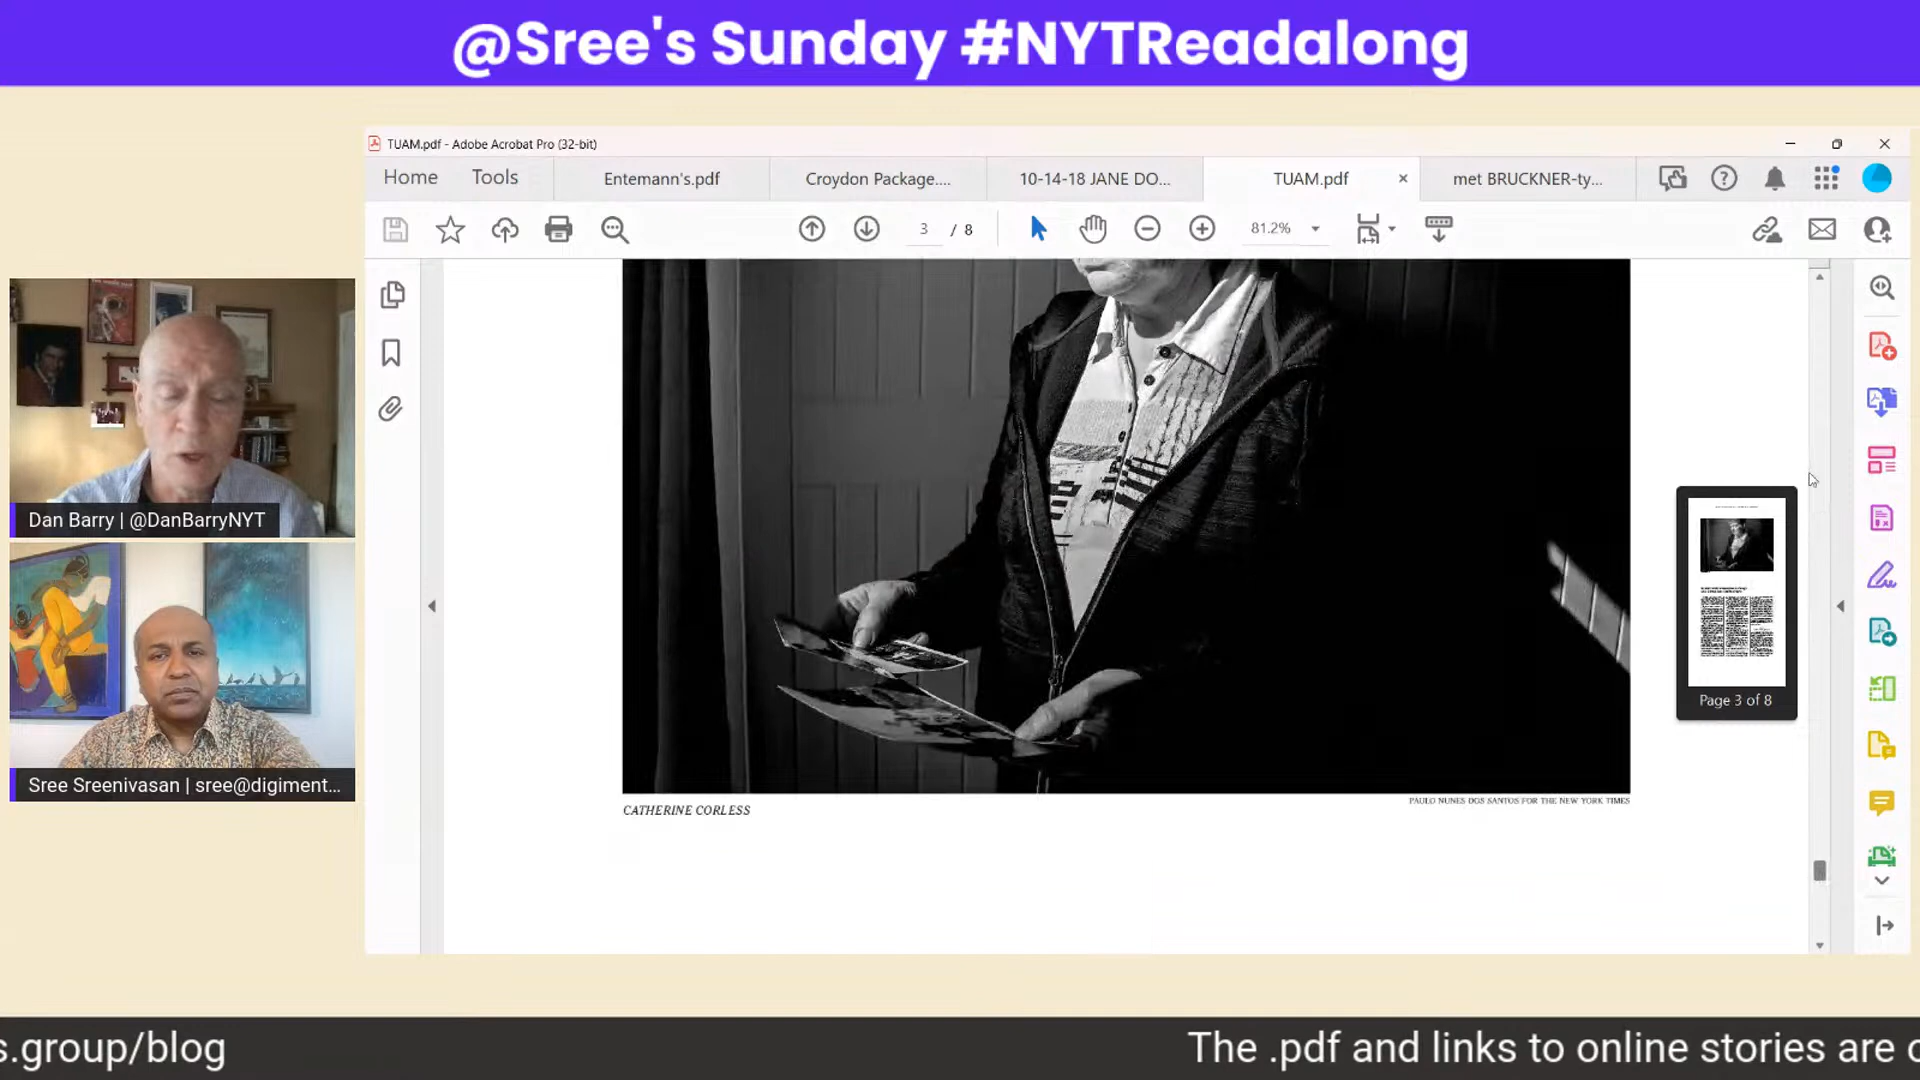 @Sree's Sunday #NYTReadalong
TUAM.pdf - Adobe Acrobat Pro (32-bit)
Home
Tools
Entemann's.pdf
Croydon Package....
10-14-18 JANE DO...
TUAM.pdf
met BRUCKNER-ty...
3 / 8
81.2%
Dan Barry | @DanBarryNYT
Sree Sreenivasan | sree@digiment...
Page 3 of 8
CATHERINE CORLESS
PAULO NUNES DOS SANTOS FOR THE NEW YORK TIMES
s.group/blog
The .pdf and links to online stories are